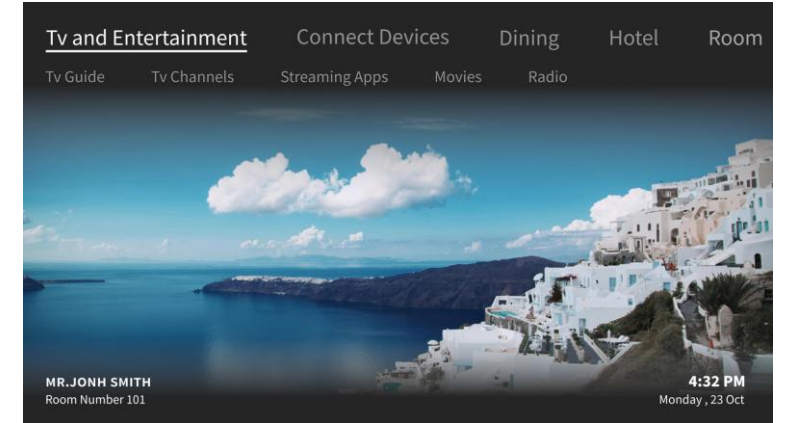 Tv and Entertainment Connect Devices Dining Hotel Room
Tv Guide Tv Channels Streaming Apps Movies Radio
MR.JONH SMITH
Room Number 101
4:32 PM
Monday , 23 Oct